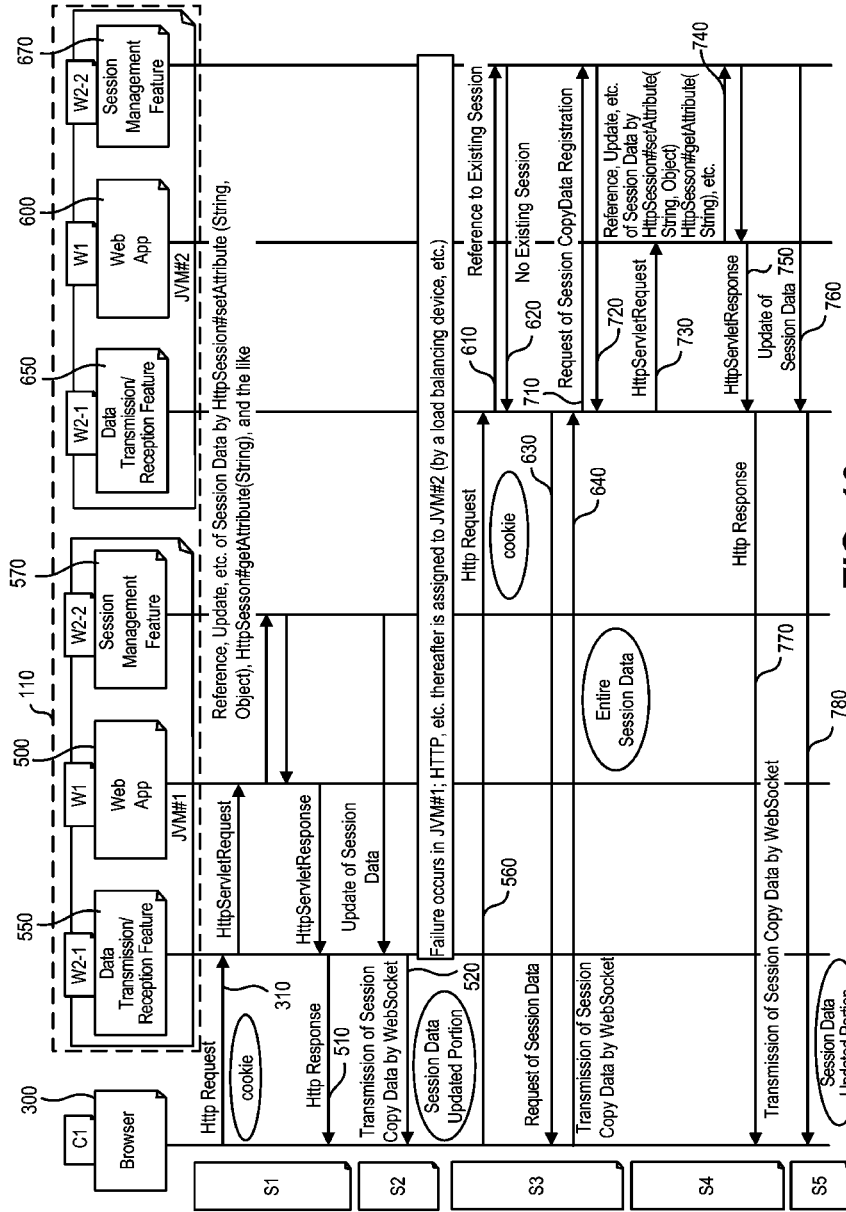 110
300
C1
Browser
550
W2-1
Data
Transmission/
Reception Feature
500
W1
Web
App
JVM#1
570
W2-2
Session
Management
Feature
650
W2-1
Data
Transmission/
Reception Feature
600
W1
Web
App
JVM#2
670
W2-2
Session
Management
Feature
S1
Http Request
cookie
310
HttpServletRequest
Reference, Update, etc. of Session Data by HttpSession#setAttribute (String,
Object), HttpSesson#getAttribute(String), and the like
HttpServletResponse
Http Response
510
S2
Update of Session
Data
Transmission of Session
Copy Data by WebSocket
520
Session Data
Updated Portion
Failure occurs in JVM#1; HTTP, etc. thereafter is assigned to JVM#2 (by a load balancing device, etc.)
S3
560
Http Request
cookie
610
Reference to Existing Session
620
No Existing Session
Request of Session Data
630
Transmission of Session
Copy Data by WebSocket
640
Entire
Session Data
710
Request of Session CopyData Registration
720
S4
HttpServletRequest
730
Reference, Update, etc.
of Session Data by
HttpSession#setAttribute(
String, Object)
HttpSesson#getAttribute(
String), etc.
740
HttpServletResponse
750
Http Response
770
S5
Update of
Session Data
760
Transmission of Session Copy Data by WebSocket
780
Session Data